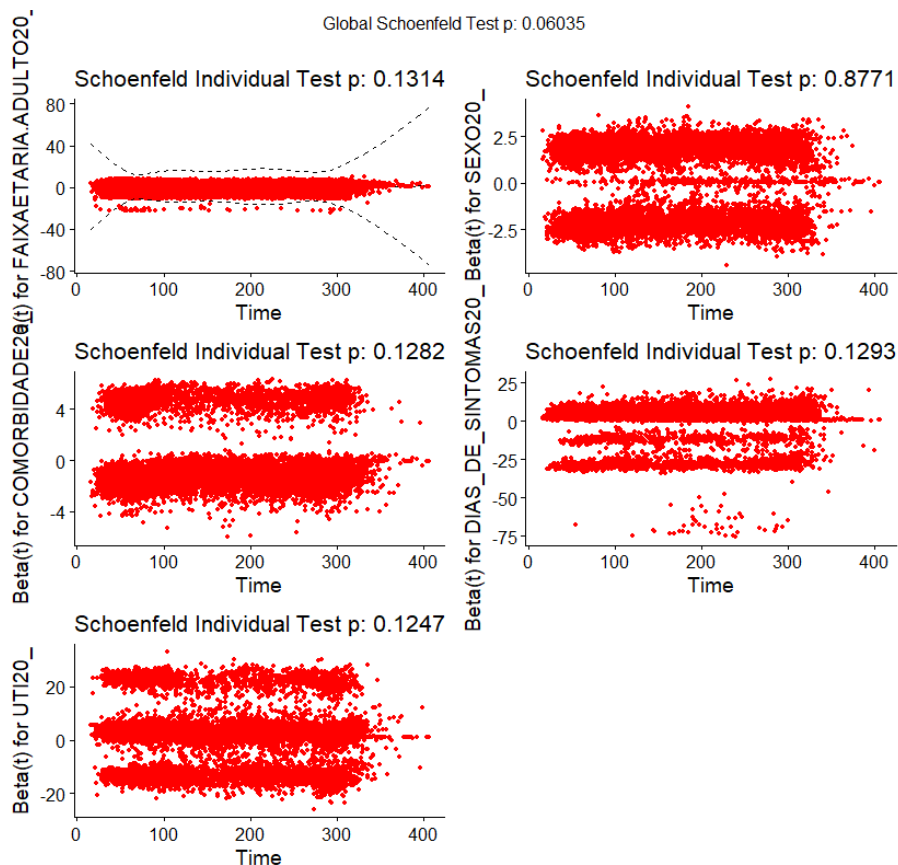 Global Schoenfeld Test p: 0.06035
Schoenfeld Individual Test p: 0.1314
Beta(t) for FAIXAETARIA.ADULTO20_
80
40
0
-40
-80
0 100 200 300 400
Time
Schoenfeld Individual Test p: 0.8771
Beta(t) for SEXO20_
2.5
0.0
-2.5
0 100 200 300 400
Time
Schoenfeld Individual Test p: 0.1282
Beta(t) for COMORBIDADE20_
4
0
-4
0 100 200 300 400
Time
Schoenfeld Individual Test p: 0.1293
Beta(t) for DIAS_DE_SINTOMAS20_
25
0
-25
-50
-75
0 100 200 300 400
Time
Schoenfeld Individual Test p: 0.1247
Beta(t) for UTI20_
20
0
-20
0 100 200 300 400
Time